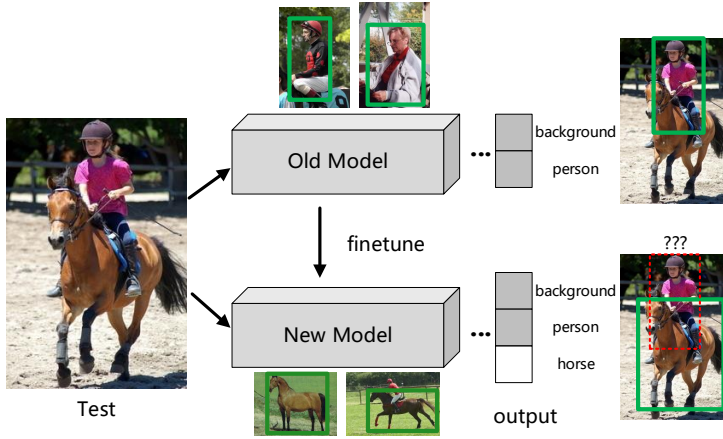 Old Model
background
person
finetune
???
New Model
background
person
horse
Test
output